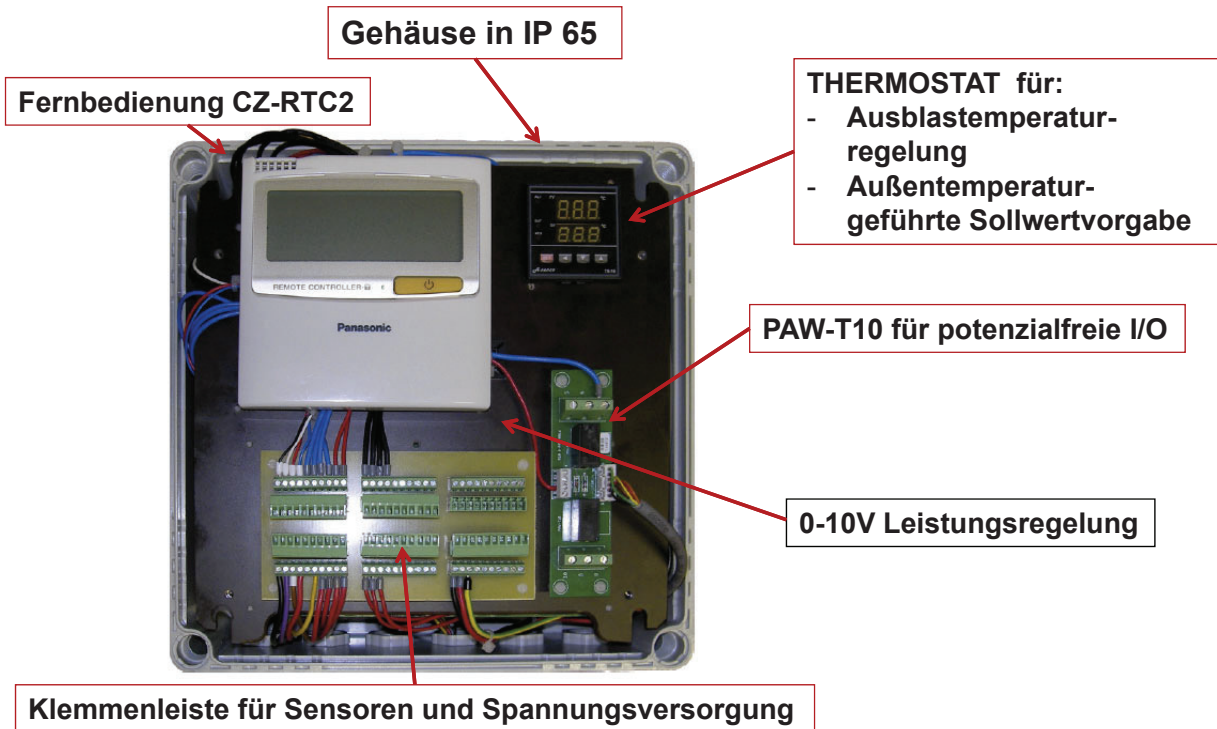 Gehäuse in IP 65
Fernbedienung CZ-RTC2
THERMOSTAT für:
- Ausblastemperatur-
regelung
- Außentemperatur-
geführte Sollwertvorgabe
REMOTE CONTROLLER
Panasonic
PAW-T10 für potenzialfreie I/O
0-10V Leistungsregelung
Klemmenleiste für Sensoren und Spannungsversorgung